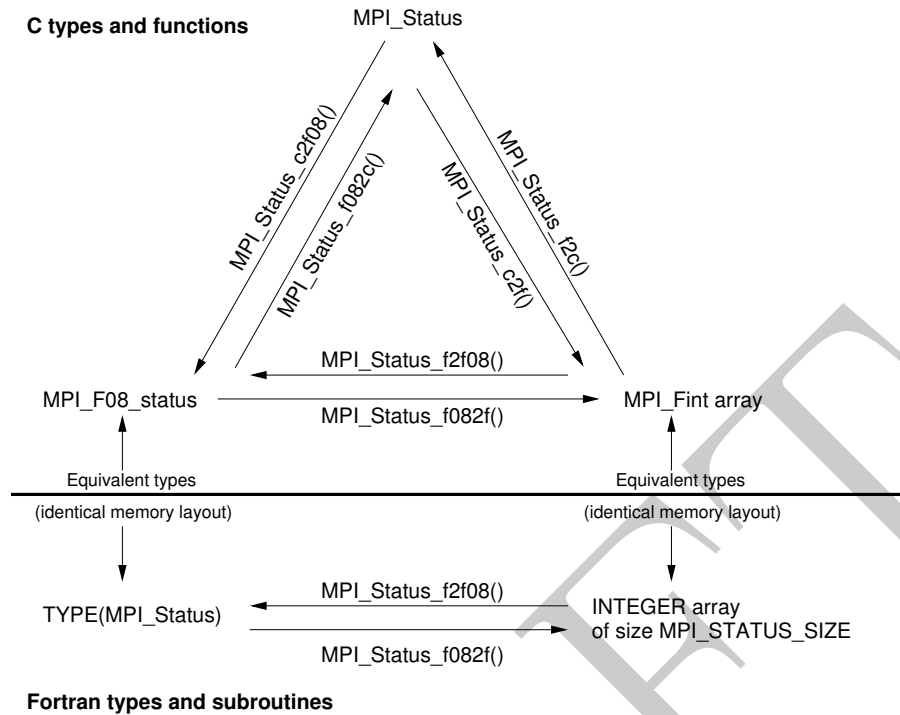 C types and functions
MPI_Status
MPI_Status_c2f08()
MPI_Status_f082c()
MPI_Status_c2f()
MPI_Status_f2c()
MPI_Status_f2f08()
MPI_F08_status
MPI_Fint array
MPI_Status_f082f()
Equivalent types
Equivalent types
(identical memory layout)
(identical memory layout)
MPI_Status_f2f08()
TYPE(MPI_Status)
INTEGER array
of size MPI_STATUS_SIZE
MPI_Status_f082f()
Fortran types and subroutines
FT